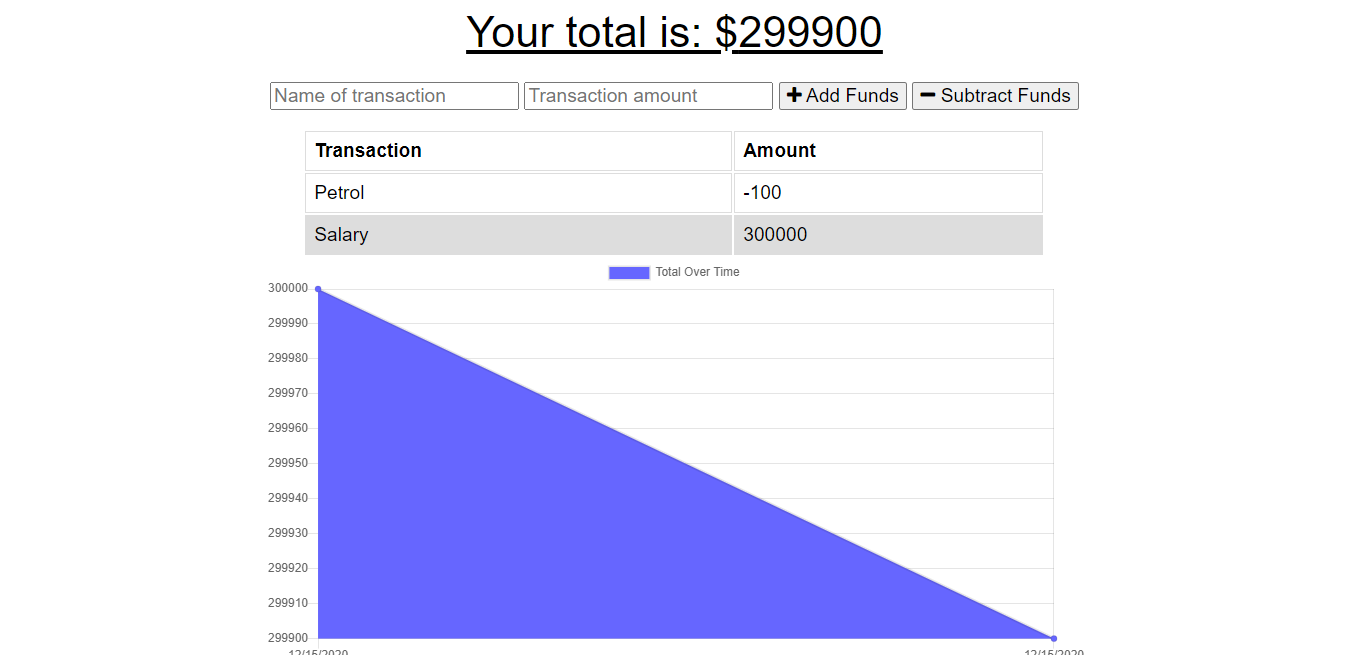 Your total is: $299900
Name of transaction Transaction amount Add Funds Subtract Funds
Transaction Amount
Petrol -100
Salary 300000
Total Over Time
300000
299990
299980
299970
299960
299950
299940
299930
299920
299910
299900
12/15/2020 12/15/2020